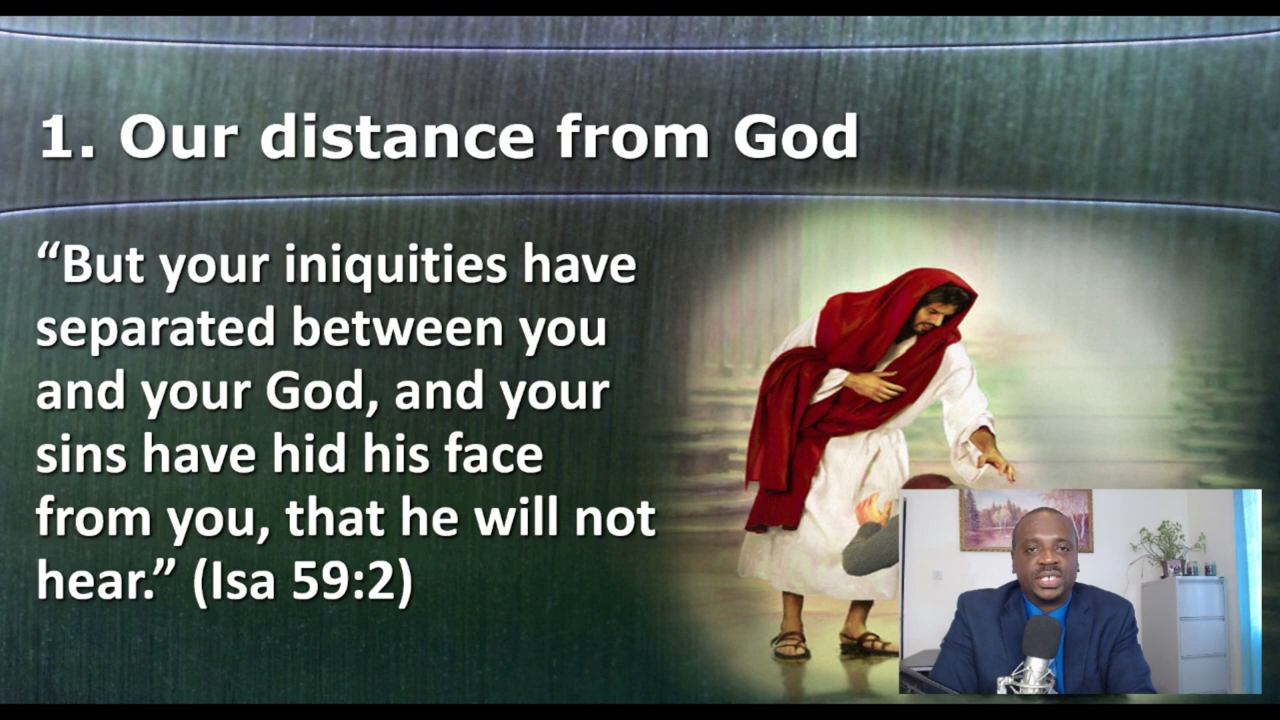 1. Our distance from God
“But your iniquities have
separated between you
and your God, and your
sins have hid his face
from you, that he will not
hear.” (Isa 59:2)